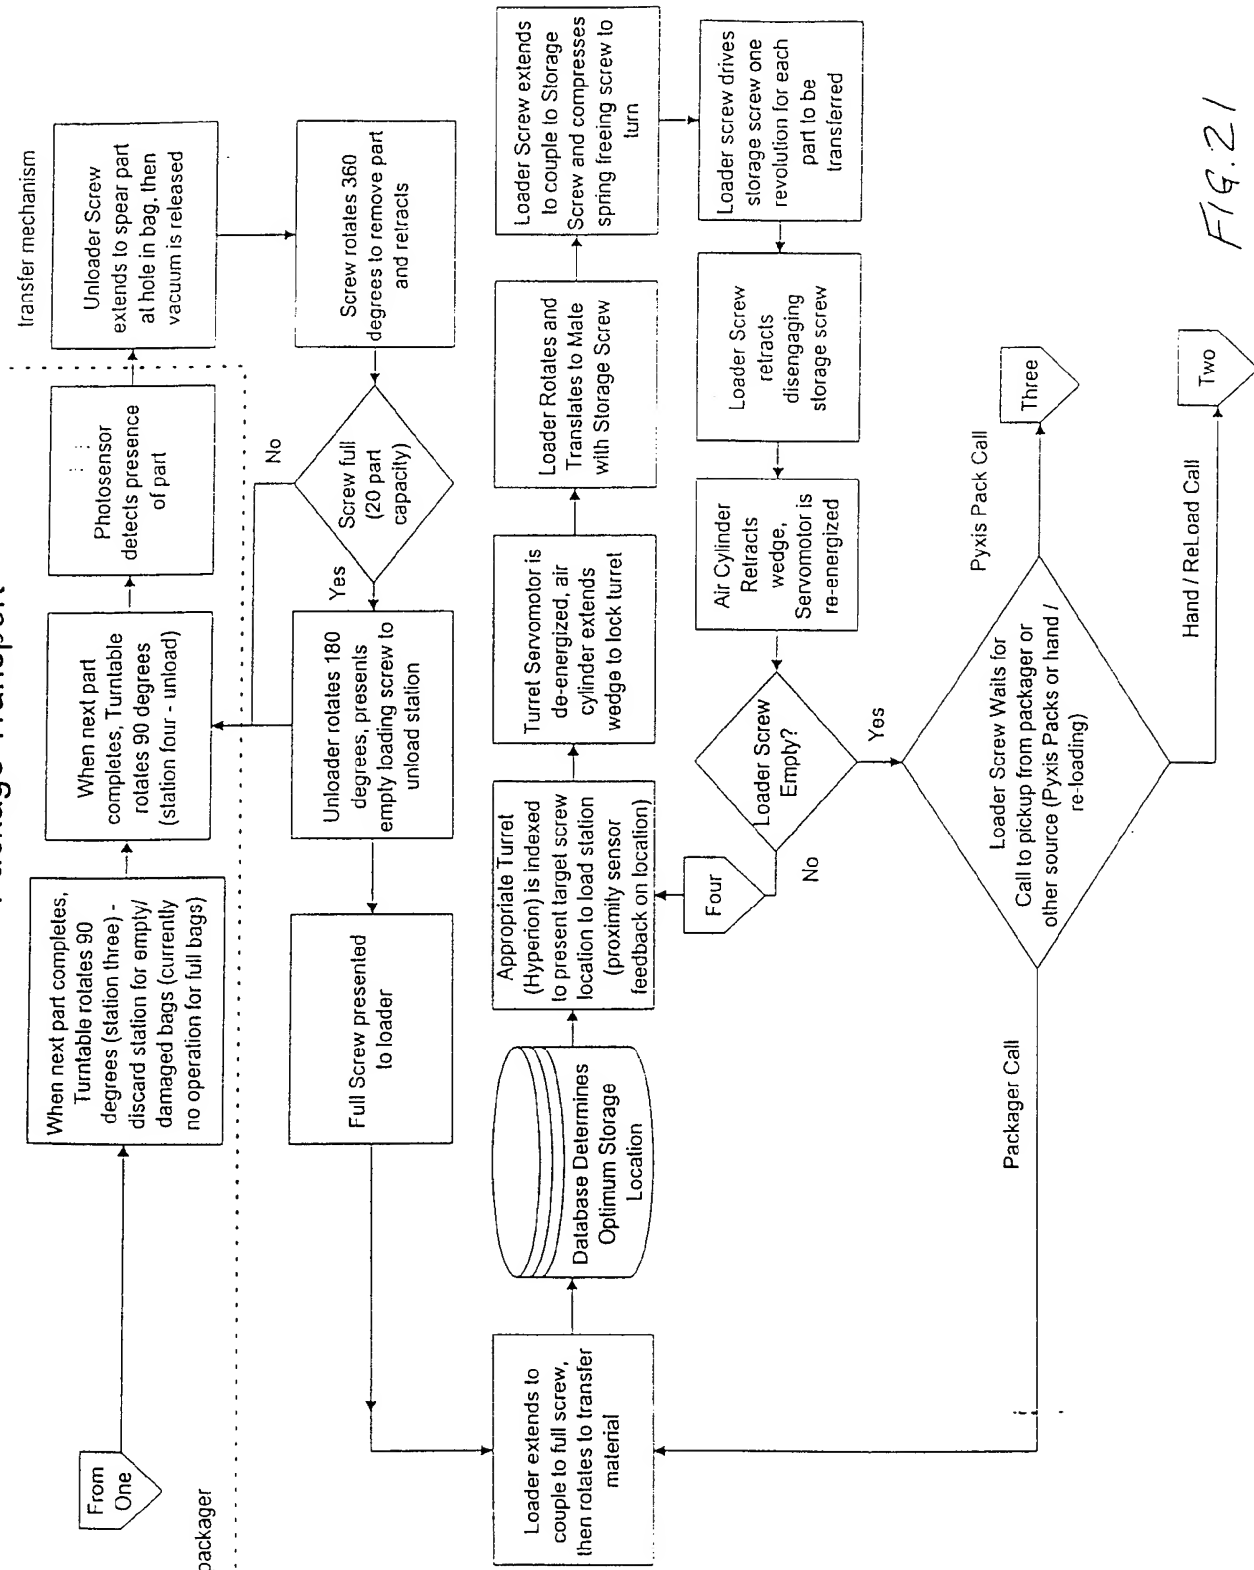 Package Transport
transfer mechanism
packager
From
One
When next part completes,
Turntable rotates 90
degrees (station three) -
discard station for empty/
damaged bags (currently
no operation for full bags)
When next part
completes, Turntable
rotates 90 degrees
(station four - unload)
Photosensor
detects presence
of part
Unloader Screw
extends to spear part
at hole in bag, then
vacuum is released
Screw rotates 360
degrees to remove part
and retracts
Screw full
(20 part
capacity)
No
Yes
Unloader rotates 180
degrees, presents
empty loading screw to
unload station
Full Screw presented
to loader
Loader extends to
couple to full screw,
then rotates to transfer
material
Database Determines
Optimum Storage
Location
Appropriate Turret
(Hyperion) is indexed
to present target screw
location to load station
(proximity sensor
feedback on location)
Turret Servomotor is
de-energized, air
cylinder extends
wedge to lock turret
Loader Rotates and
Translates to Mate
with Storage Screw
Loader Screw extends
to couple to Storage
Screw and compresses
spring freeing screw to
turn
Loader screw drives
storage screw one
revolution for each
part to be
transferred
Loader Screw
retracts
disengaging
storage screw
Air Cylinder
Retracts
wedge,
Servomotor is
re-energized
Loader Screw
Empty?
No
Four
Yes
Loader Screw Waits for
Call to pickup from packager or
other source (Pyxis Packs or hand /
re-loading)
Packager Call
Pyxis Pack Call
Three
Hand / ReLoad Call
Two
FIG. 21